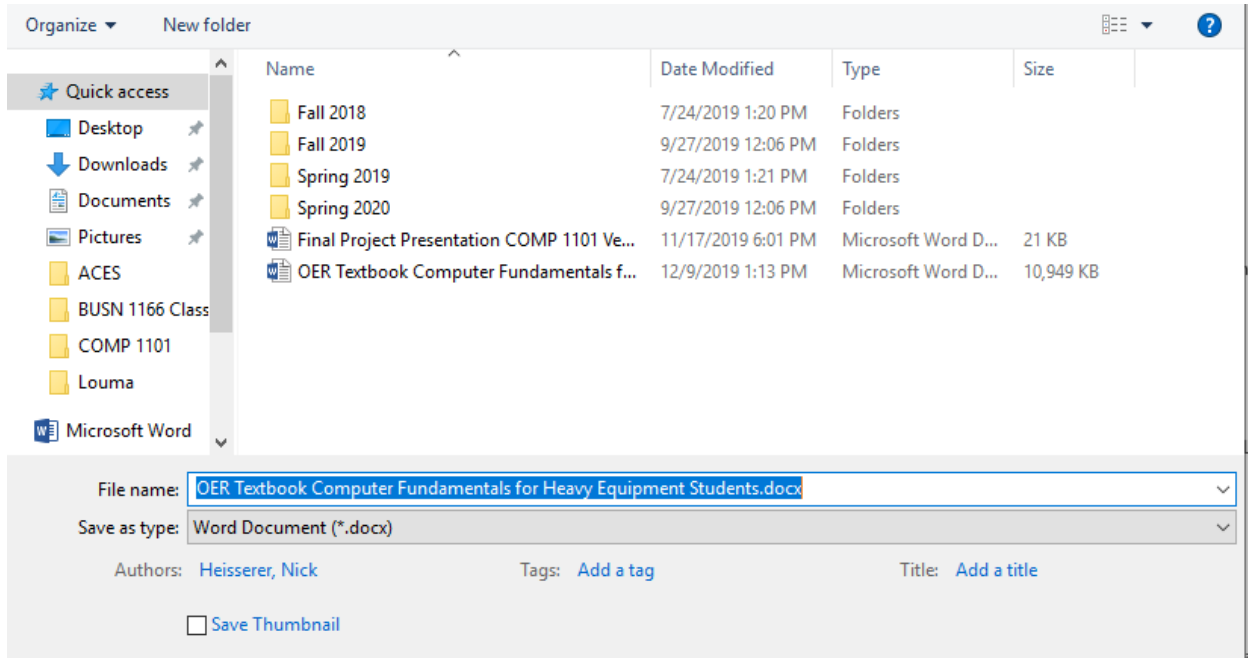 Organize New folder ?
Name Date Modified Type Size
Quick access
Desktop
Downloads
Documents
Pictures
ACES
BUSN 1166 Class
COMP 1101
Louma
Microsoft Word
Fall 2018 7/24/2019 1:20 PM Folders
Fall 2019 9/27/2019 12:06 PM Folders
Spring 2019 7/24/2019 1:21 PM Folders
Spring 2020 9/27/2019 12:06 PM Folders
Final Project Presentation COMP 1101 Ve... 11/17/2019 6:01 PM Microsoft Word D... 21 KB
OER Textbook Computer Fundamentals f... 12/9/2019 1:13 PM Microsoft Word D... 10,949 KB
File name: OER Textbook Computer Fundamentals for Heavy Equipment Students.docx
Save as type: Word Document (*.docx)
Authors: Heisserer, Nick Tags: Add a tag Title: Add a title
Save Thumbnail